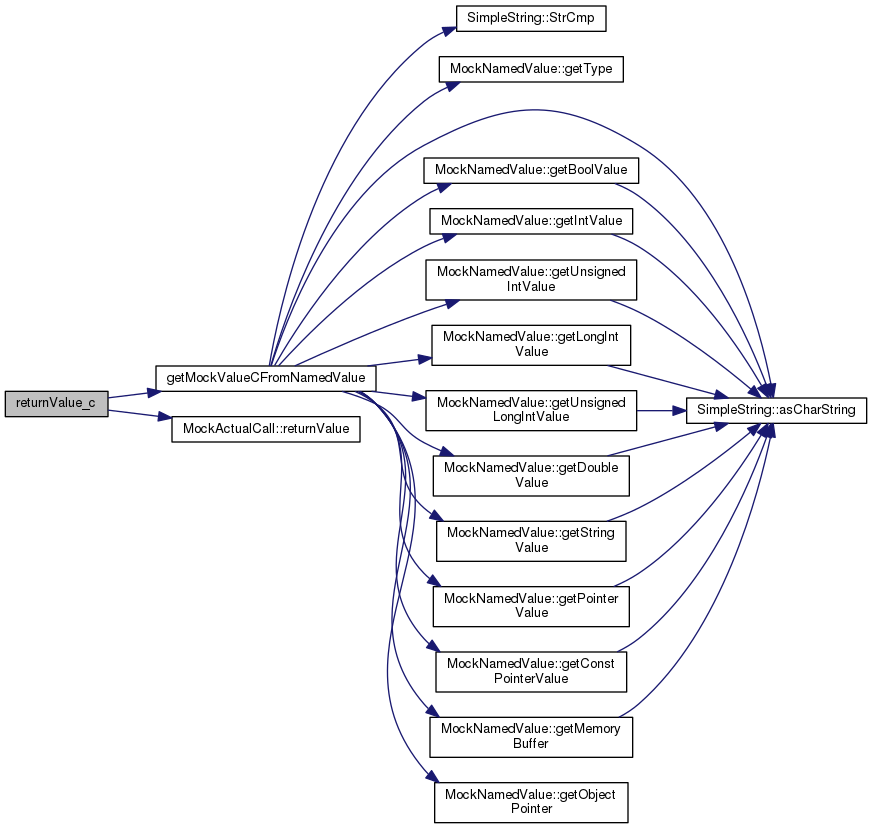 SimpleString::StrCmp
MockNamedValue::getType
MockNamedValue::getBoolValue
MockNamedValue::getIntValue
MockNamedValue::getUnsigned
IntValue
MockNamedValue::getLongInt
Value
getMockValueCFromNamedValue
returnValue_c
MockNamedValue::getUnsigned
LongIntValue
SimpleString::asCharString
MockActualCall::returnValue
MockNamedValue::getDouble
Value
MockNamedValue::getString
Value
MockNamedValue::getPointer
Value
MockNamedValue::getConst
PointerValue
MockNamedValue::getMemory
Buffer
MockNamedValue::getObject
Pointer